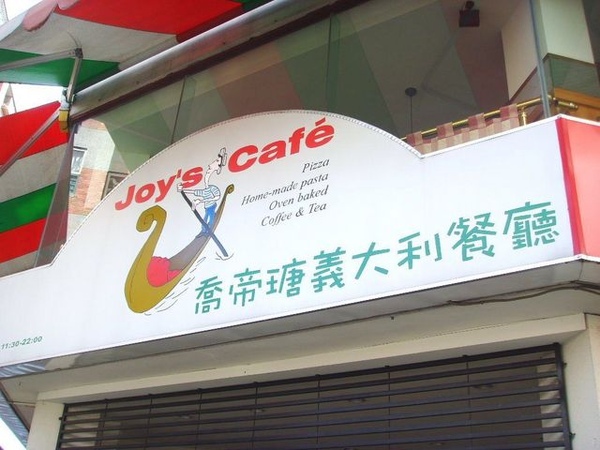 Joy's Café
Pizza
Home-made pasta
Oven baked
Coffee & Tea
喬帝瑭義大利餐廳
11:30-22:00